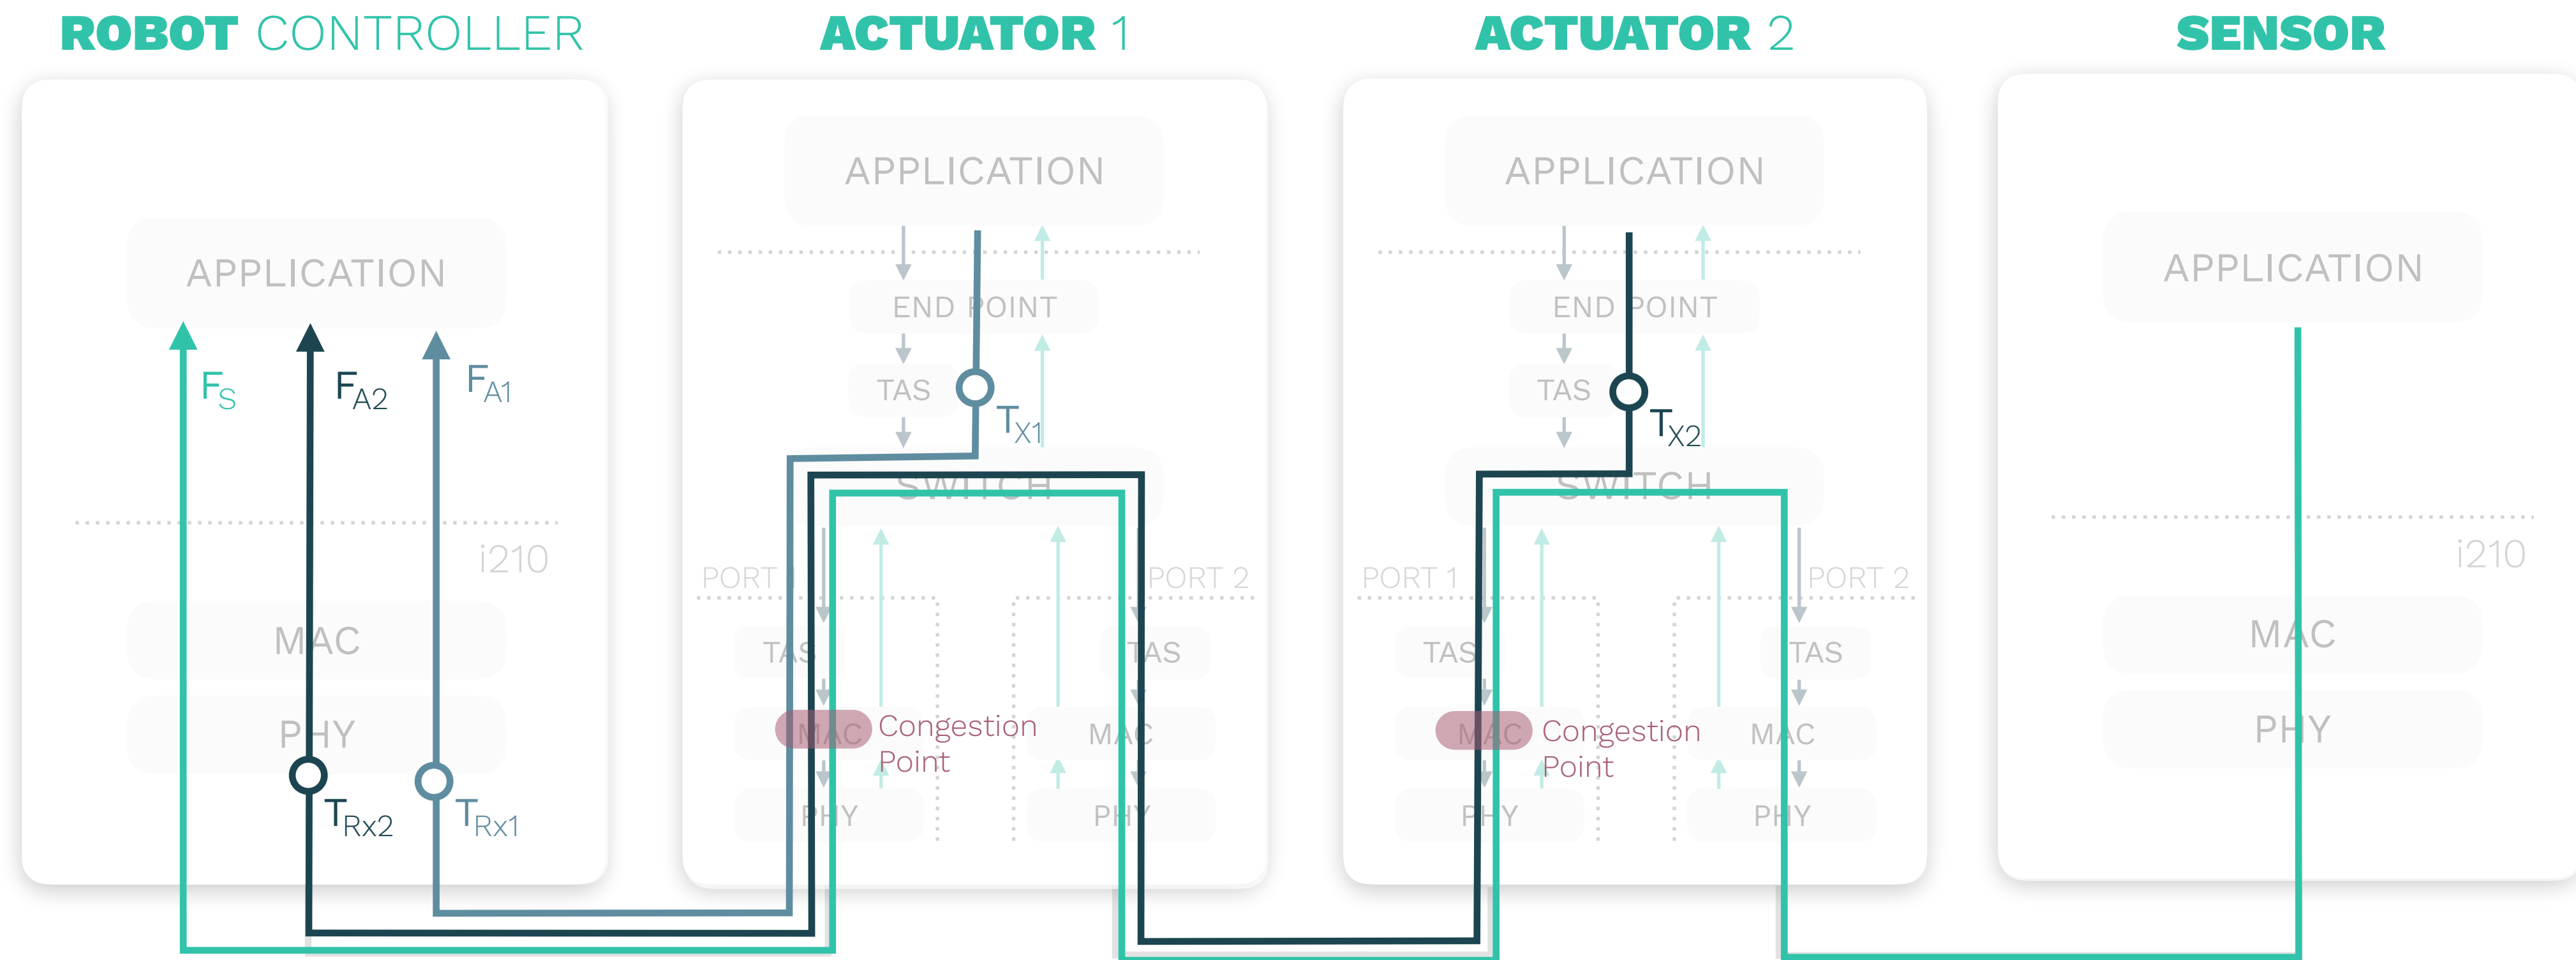 ROBOT CONTROLLER
APPLICATION
FS
FA2
FA1
i210
MAC
PHY
TRx2
TRx1
ACTUATOR 1
APPLICATION
END POINT
TAS
TX1
SWITCH
PORT 1
PORT 2
TAS
TAS
MAC
Congestion
Point
MAC
PHY
PHY
ACTUATOR 2
APPLICATION
END POINT
TAS
TX2
SWITCH
PORT 1
PORT 2
TAS
TAS
MAC
Congestion
Point
MAC
PHY
PHY
SENSOR
APPLICATION
i210
MAC
PHY